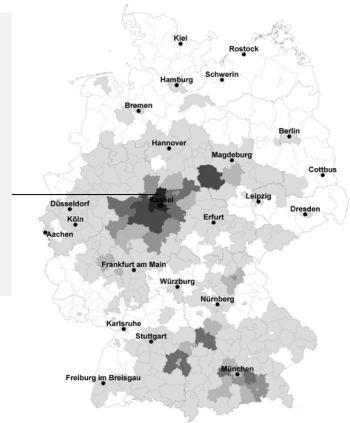 Kiel
Rostock
Schwerin
Hamburg
Bremen
Berlin
Hannover
Magdeburg
Cottbus
Leipzig
Düsseldorf
Kassel
Dresden
Köln
Erfurt
Aachen
Frankfurt am Main
Würzburg
Nürnberg
Karlsruhe
Stuttgart
München
Freiburg im Breisgau